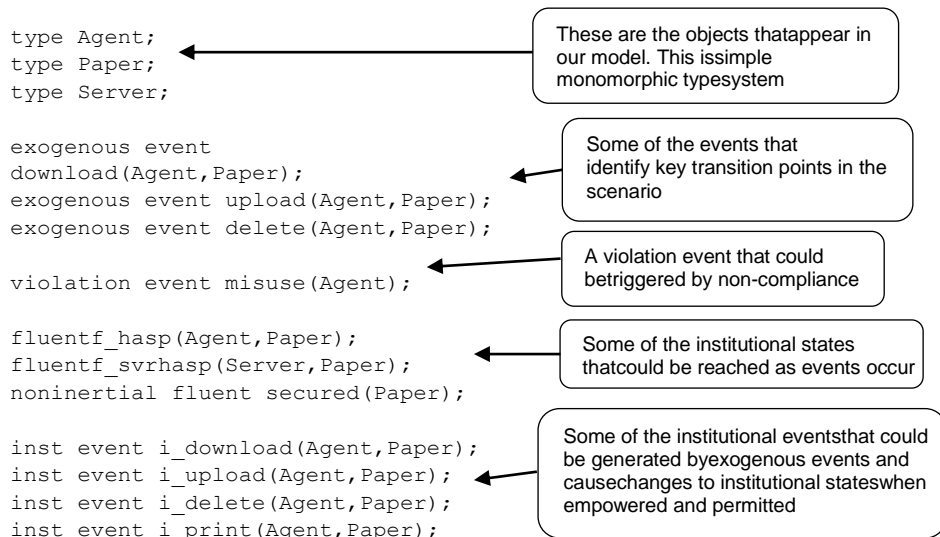 type Agent;
type Paper;
type Server;
These are the objects thatappear in
our model. This issimple
monomorphic typesystem
exogenous event
download(Agent,Paper);
exogenous event upload(Agent,Paper);
exogenous event delete(Agent,Paper);
Some of the events that
identify key transition points in the
scenario
violation event misuse(Agent);
A violation event that could
betriggered by non-compliance
fluentf_hasp(Agent,Paper);
fluentf_svrhasp(Server,Paper);
noninertial fluent secured(Paper);
Some of the institutional states
thatcould be reached as events occur
inst event i_download(Agent,Paper);
inst event i_upload(Agent,Paper);
inst event i_delete(Agent,Paper);
inst event i_print(Agent,Paper);
Some of the institutional eventsthat could
be generated byexogenous events and
causechanges to institutional stateswhen
empowered and permitted